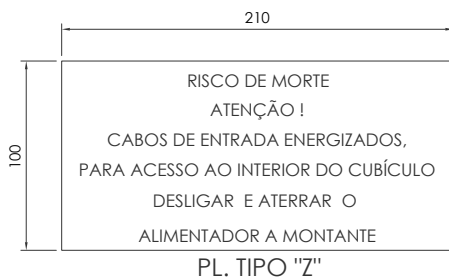 210
100
RISCO DE MORTE
ATENÇÃO !
CABOS DE ENTRADA ENERGIZADOS,
PARA ACESSO AO INTERIOR DO CUBÍCULO
DESLIGAR E ATERRAR O
ALIMENTADOR A MONTANTE
PL. TIPO "Z"